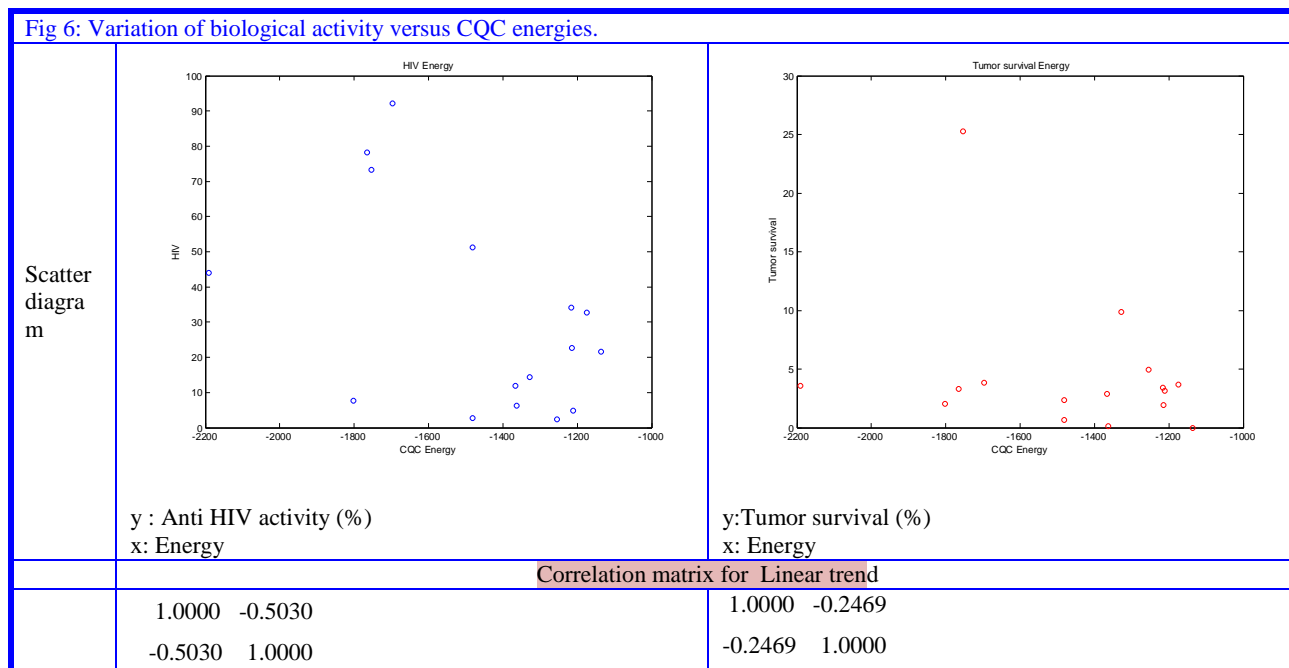 Fig 6: Variation of biological activity versus CQC energies.
Scatter
diagra
m
HIV Energy
100
90
80
70
60
50
40
30
20
10
0
HIV
-2200 -2000 -1800 -1600 -1400 -1200 -1000
CQC Energy
y : Anti HIV activity (%)
x: Energy
Tumor survival Energy
30
25
20
15
10
5
0
Tumor survival
-2200 -2000 -1800 -1600 -1400 -1200 -1000
CQC Energy
y:Tumor survival (%)
x: Energy
Correlation matrix for Linear trend
1.0000 -0.5030
-0.5030 1.0000
1.0000 -0.2469
-0.2469 1.0000